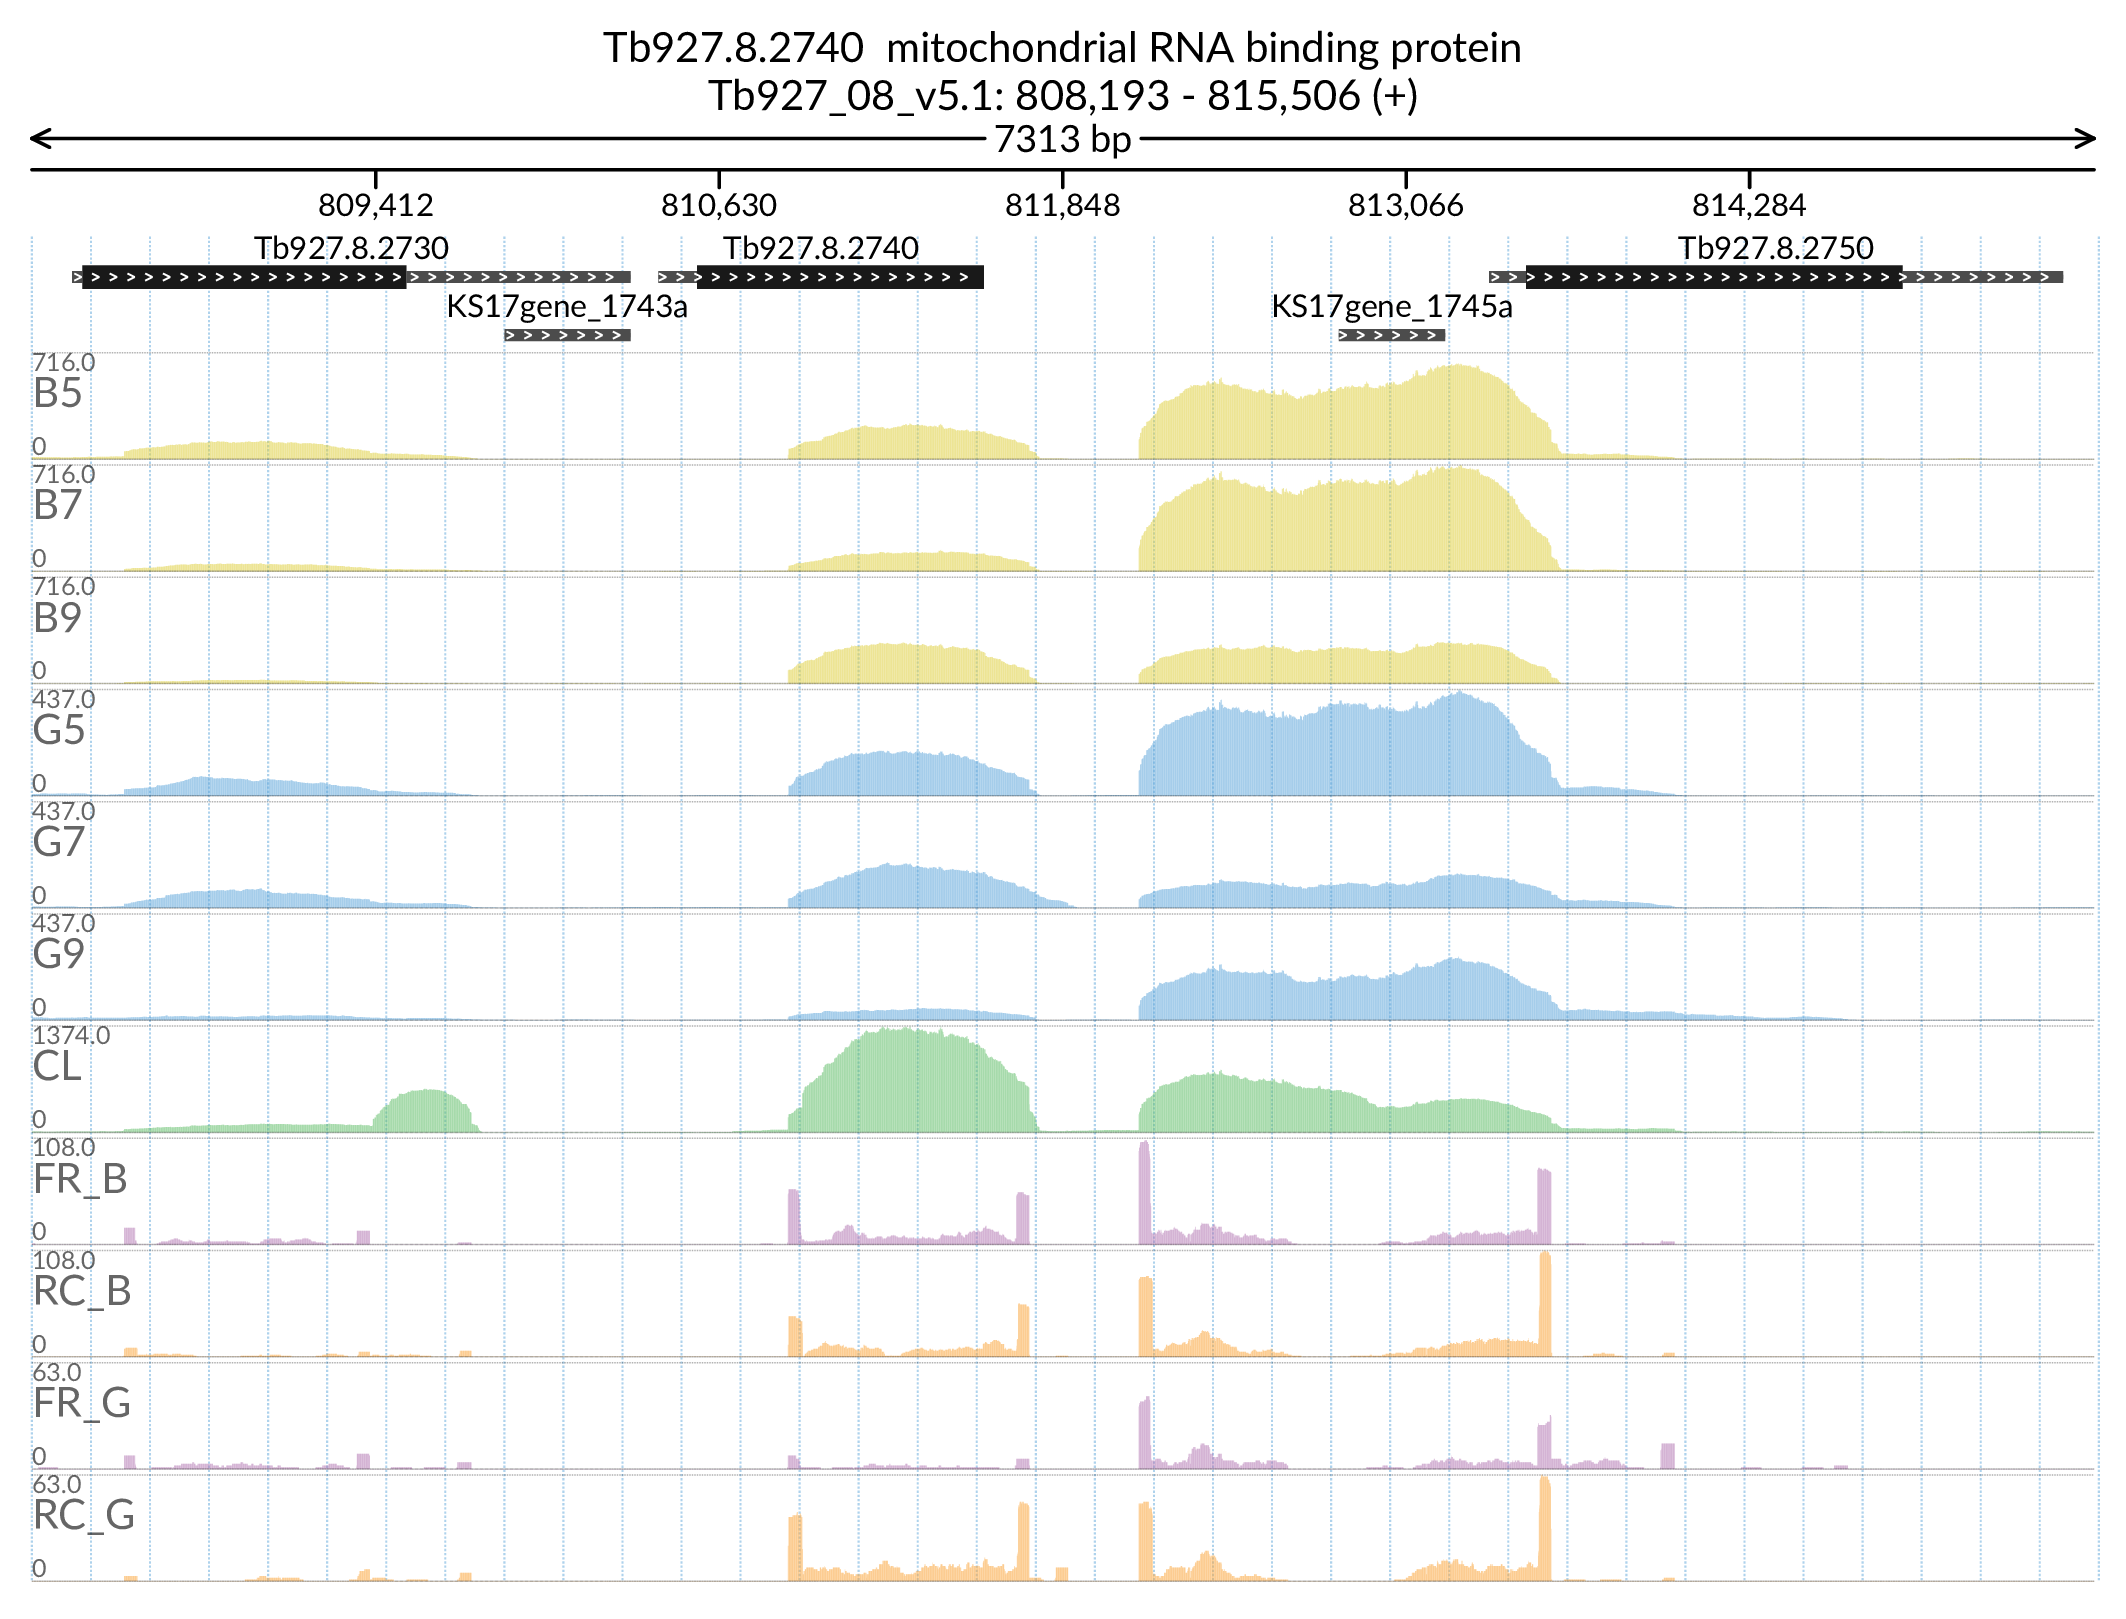 Tb927.8.2740 mitochondrial RNA binding protein
Tb927_08_v5.1: 808,193 - 815,506 (+)
7313 bp
809,412 810,630 811,848 813,066 814,284
Tb927.8.2730 Tb927.8.2740 Tb927.8.2750
KS17gene_1743a KS17gene_1745a
716.0
B5
0
716.0
B7
0
716.0
B9
0
437.0
G5
0
437.0
G7
0
437.0
G9
0
1374.0
CL
0
108.0
FR_B
0
108.0
RC_B
0
63.0
FR_G
0
63.0
RC_G
0